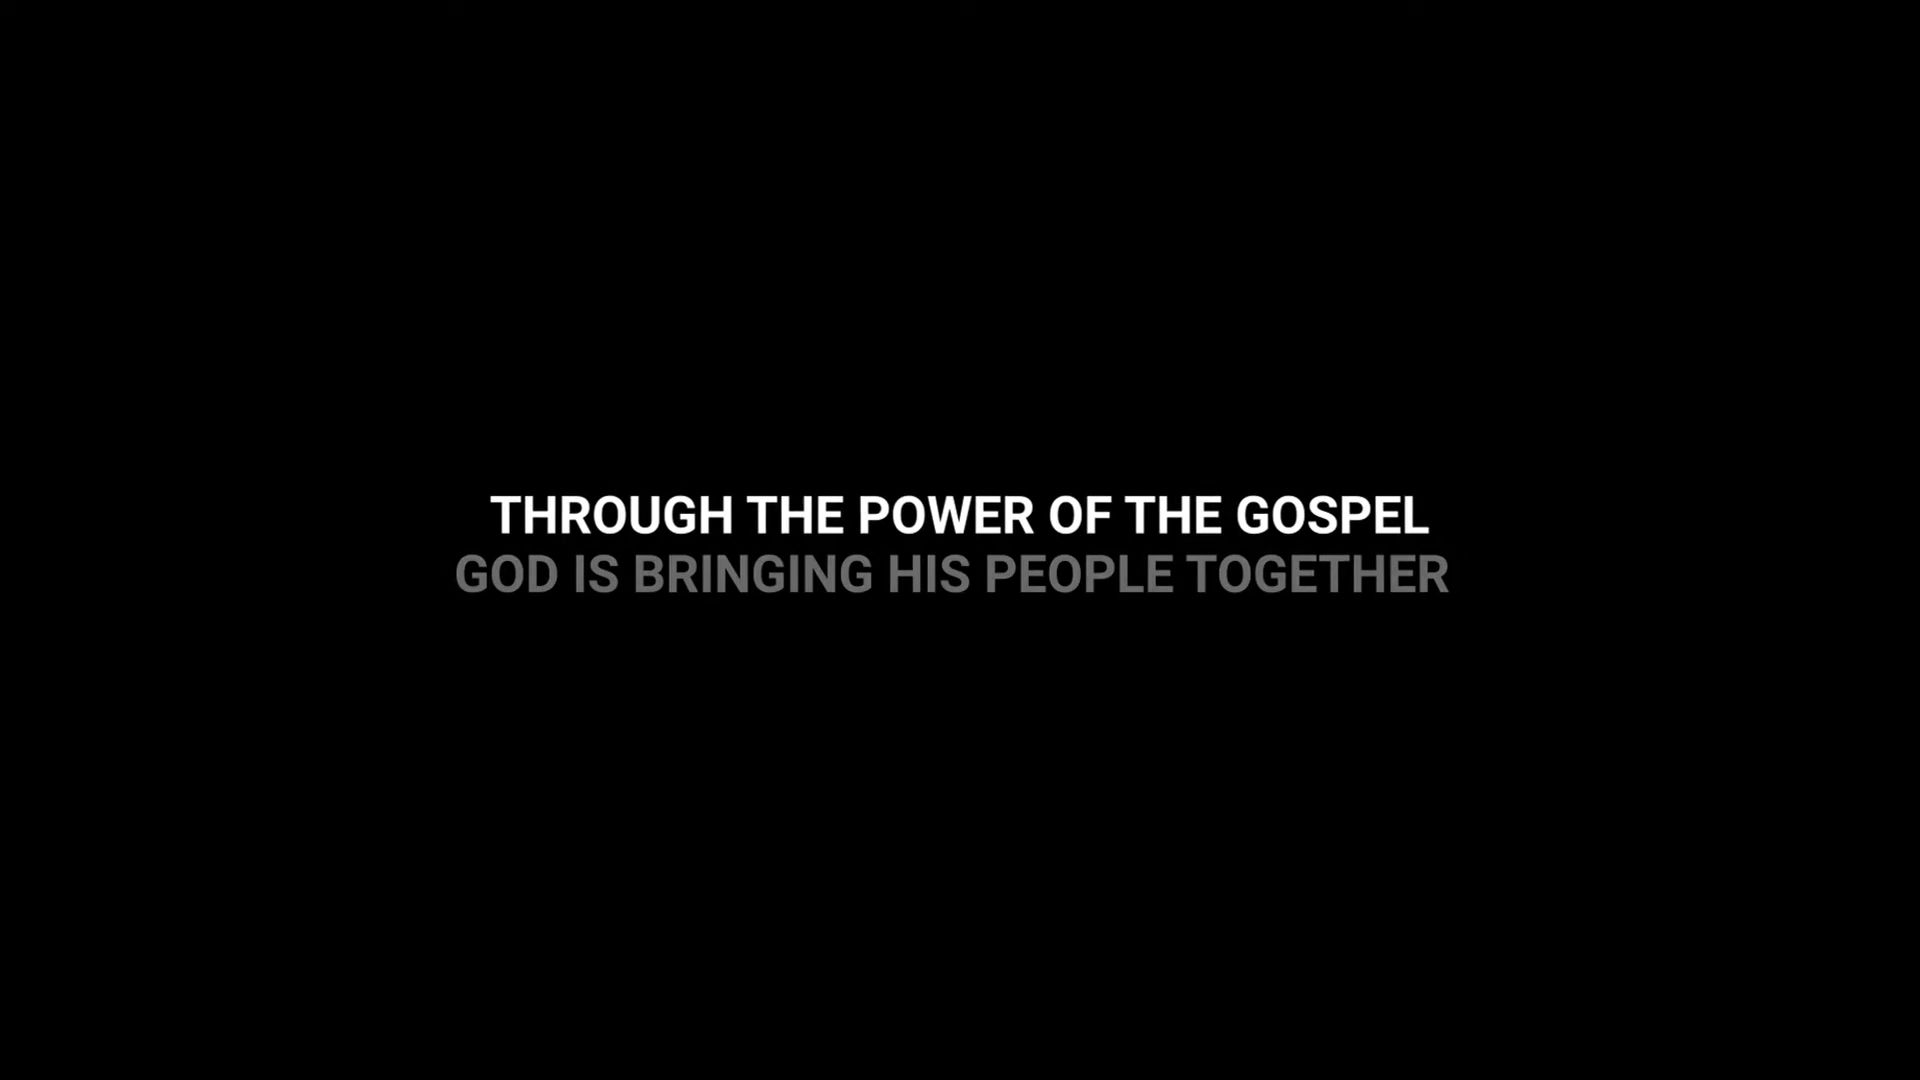 THROUGH THE POWER OF THE GOSPEL
GOD IS BRINGING HIS PEOPLE TOGETHER